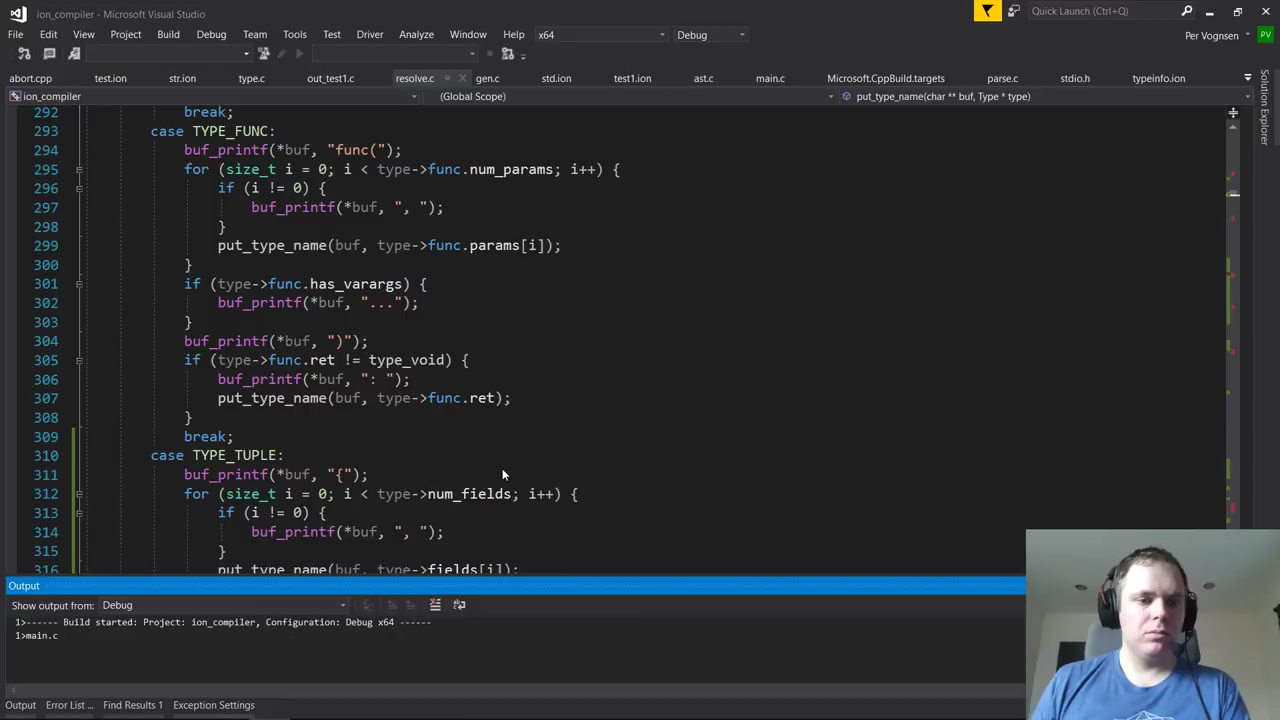 ion_compiler - Microsoft Visual Studio
Quick Launch (Ctrl+Q)
File Edit View Project Build Debug Team Tools Test Driver Analyze Window Help x64 Debug Per Vognsen PV
abort.cpp test.ion str.ion type.c out_test1.c resolve.c gen.c std.ion test1.ion ast.c main.c Microsoft.CppBuild.targets parse.c stdio.h typeinfo.ion
ion_compiler (Global Scope) put_type_name(char ** buf, Type * type)
Solution Explorer
292 break;
293 case TYPE_FUNC:
294 buf_printf(*buf, "func(");
295 for (size_t i = 0; i < type->func.num_params; i++) {
296 if (i != 0) {
297 buf_printf(*buf, ", ");
298 }
299 put_type_name(buf, type->func.params[i]);
300 }
301 if (type->func.has_varargs) {
302 buf_printf(*buf, "...");
303 }
304 buf_printf(*buf, ")");
305 if (type->func.ret != type_void) {
306 buf_printf(*buf, ": ");
307 put_type_name(buf, type->func.ret);
308 }
309 break;
310 case TYPE_TUPLE:
311 buf_printf(*buf, "{");
312 for (size_t i = 0; i < type->num_fields; i++) {
313 if (i != 0) {
314 buf_printf(*buf, ", ");
315 }
316 put_type_name(buf, type->fields[i]);
Output
Show output from: Debug
1>------ Build started: Project: ion_compiler, Configuration: Debug x64 ------
1>main.c
Output Error List ... Find Results 1 Exception Settings